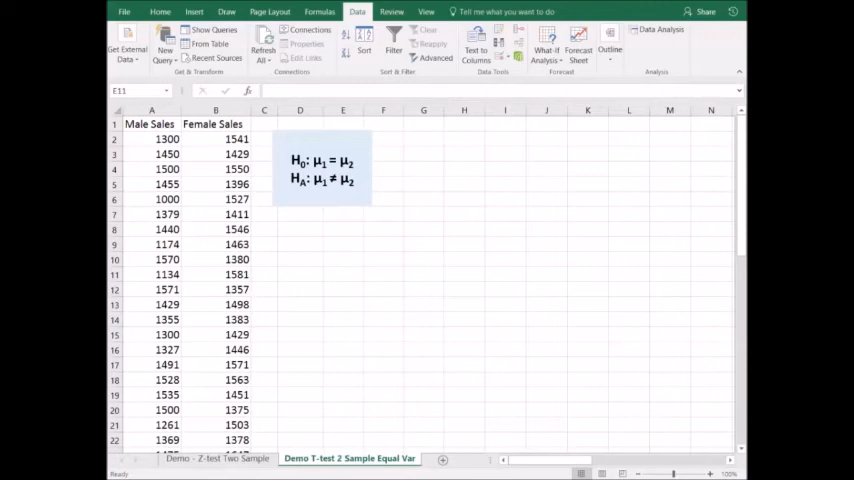 File Home Insert Draw Page Layout Formulas Data Review View Tell me what you want to do Share
Get External Data New Query Show Queries From Table Recent Sources Refresh All Connections Properties Edit Links Sort Filter Clear Reapply Advanced Text to Columns What-If Analysis Forecast Sheet Outline Data Analysis
Get & Transform Connections Sort & Filter Data Tools Forecast Analysis
E11 fx
A B C D E F G H I J K L M N
1 Male Sales Female Sales
2 1300 1541
3 1450 1429
4 1500 1550
5 1455 1396
6 1000 1527
7 1379 1411
8 1440 1546
9 1174 1463
10 1570 1380
11 1134 1581
12 1571 1357
13 1429 1498
14 1355 1383
15 1300 1429
16 1327 1446
17 1491 1571
18 1528 1563
19 1535 1451
20 1500 1375
21 1261 1503
22 1369 1378
H₀: μ₁ = μ₂
Hₐ: μ₁ ≠ μ₂
Demo - Z-test Two Sample Demo T-test 2 Sample Equal Var
Ready 100%